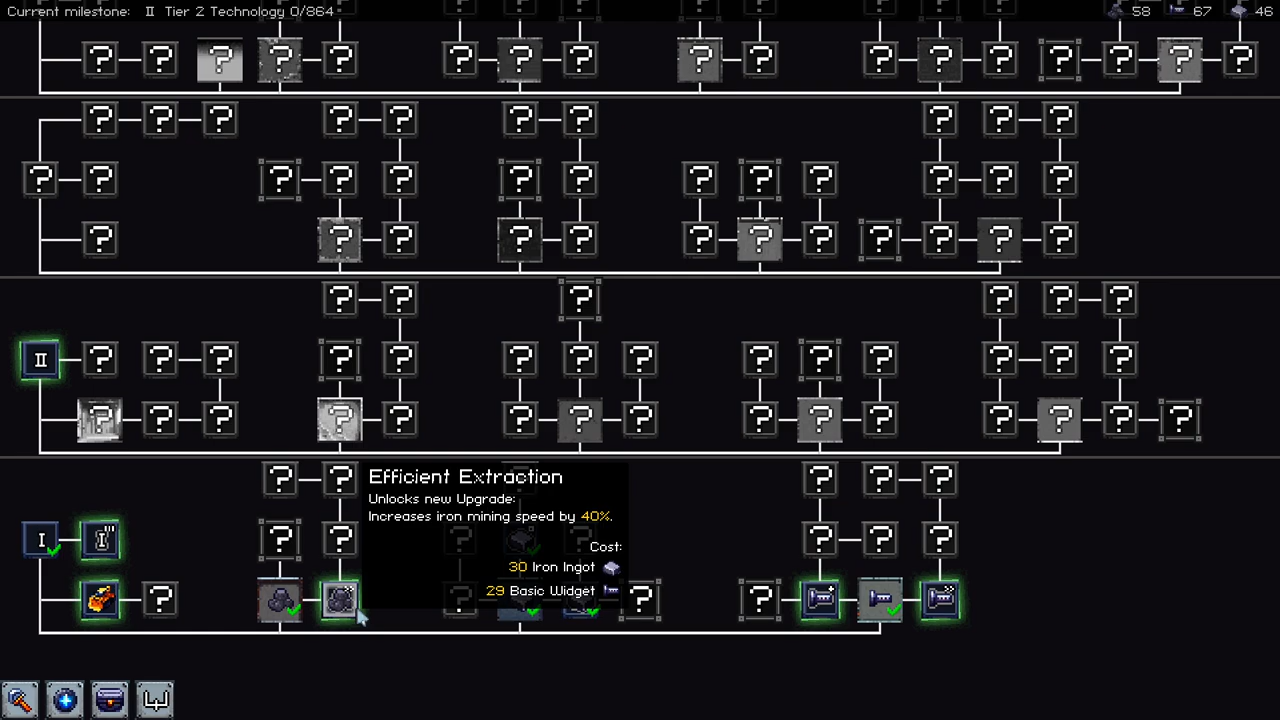 Current milestone: II Tier 2 Technology 0/864
58 67 46
? ? ? ? ? ? ? ? ? ? ? ? ? ? ? ? ?
? ? ? ? ? ? ? ? ? ?
? ? ? ? ? ? ? ? ? ? ? ? ?
? ? ? ? ? ? ? ? ? ? ?
? ? ? ? ? ?
II ? ? ? ? ? ? ? ? ? ? ? ? ? ?
? ? ? ? ? ? ? ? ? ? ? ? ? ? ? ?
? ? ? ? ?
Efficient Extraction
Unlocks new Upgrade:
Increases iron mining speed by 40%.
I I ? ? ? ? ? ? ?
Cost:
30 Iron Ingot
29 Basic Widget
? ? ? ?